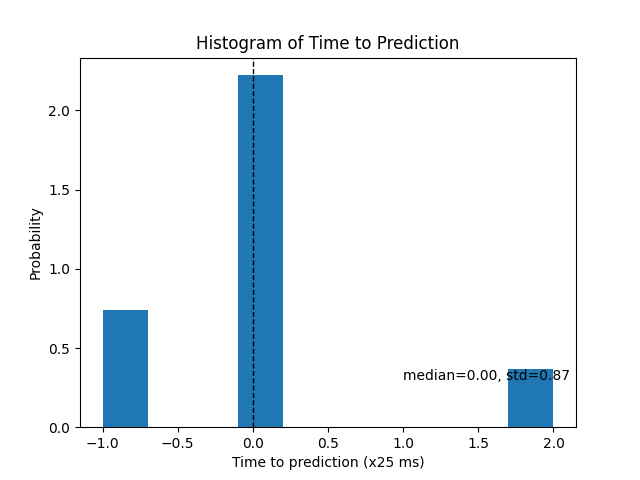 Histogram of Time to Prediction
Probability
2.0
1.5
1.0
0.5
0.0
median=0.00, std=0.87
−1.0 −0.5 0.0 0.5 1.0 1.5 2.0
Time to prediction (x25 ms)